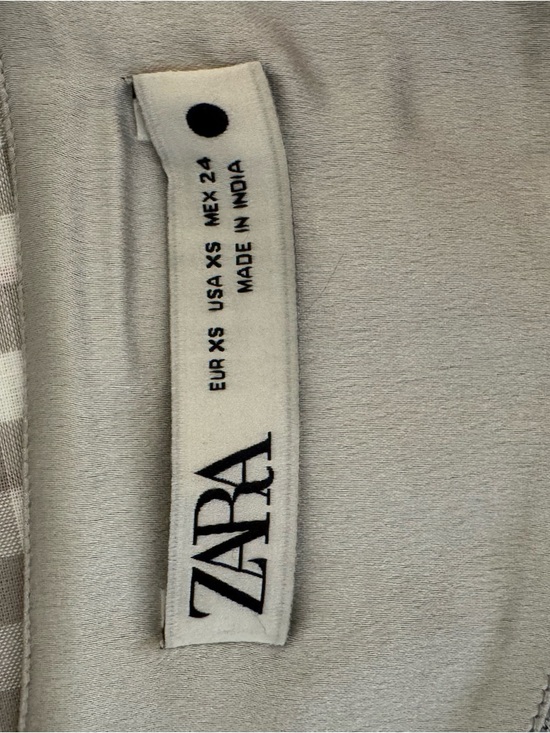 ZARA
EUR XS USA XS MEX 24
MADE IN INDIA